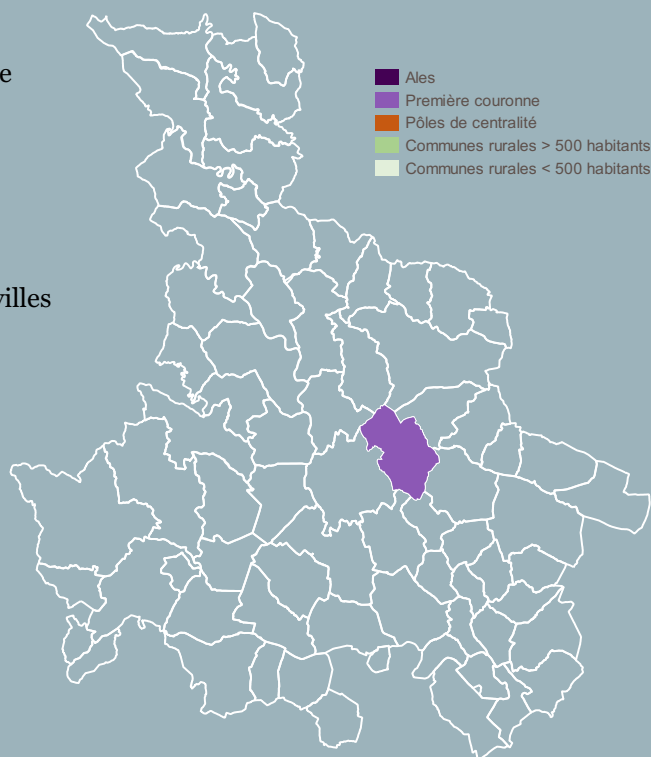 e
Ales
Première couronne
Pôles de centralité
Communes rurales > 500 habitants
Communes rurales < 500 habitants
villes